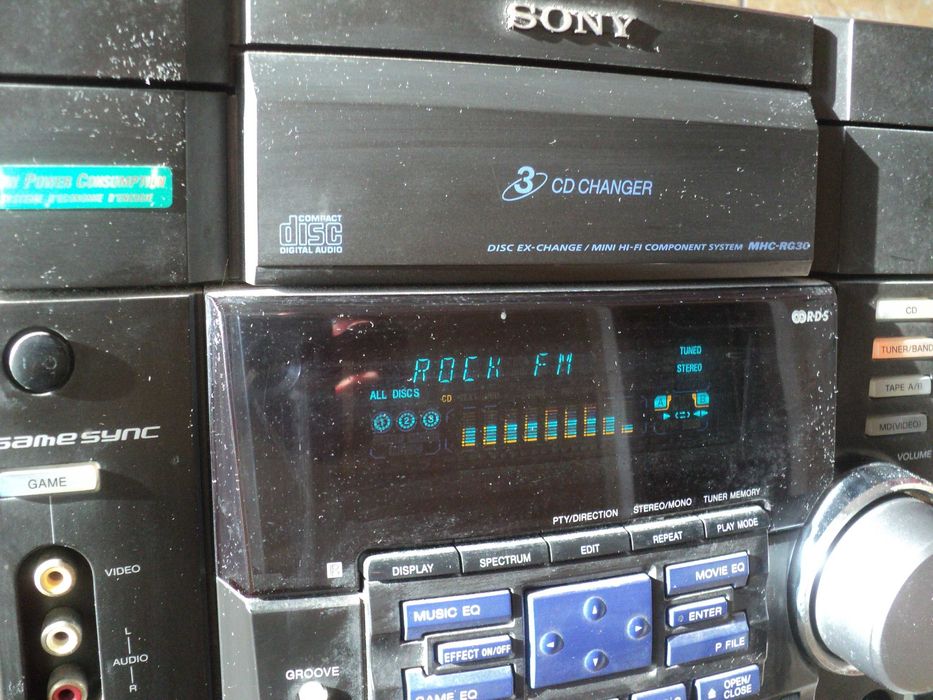 SONY
POWER CONSUMPTION
3 CD CHANGER
COMPACT
disc
DIGITAL AUDIO
DISC EX-CHANGE / MINI HI-FI COMPONENT SYSTEM MHC-RG30
R·D·S
CD
TUNER/BAND
TAPE A/B
MD(VIDEO)
VOLUME
ROCK FM
TUNED
STEREO
ALL DISCS
CD
1 2 3
A B
game sync
GAME
VIDEO
L
AUDIO
R
PTY/DIRECTION
STEREO/MONO
TUNER MEMORY
DISPLAY
SPECTRUM
EDIT
REPEAT
PLAY MODE
MUSIC EQ
MOVIE EQ
ENTER
EFFECT ON/OFF
P FILE
GROOVE
GAME EQ
OPEN/
CLOSE